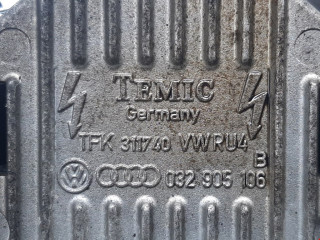 TEMIC
Germany
TFK 311740 VWRU4
B
032 905 106